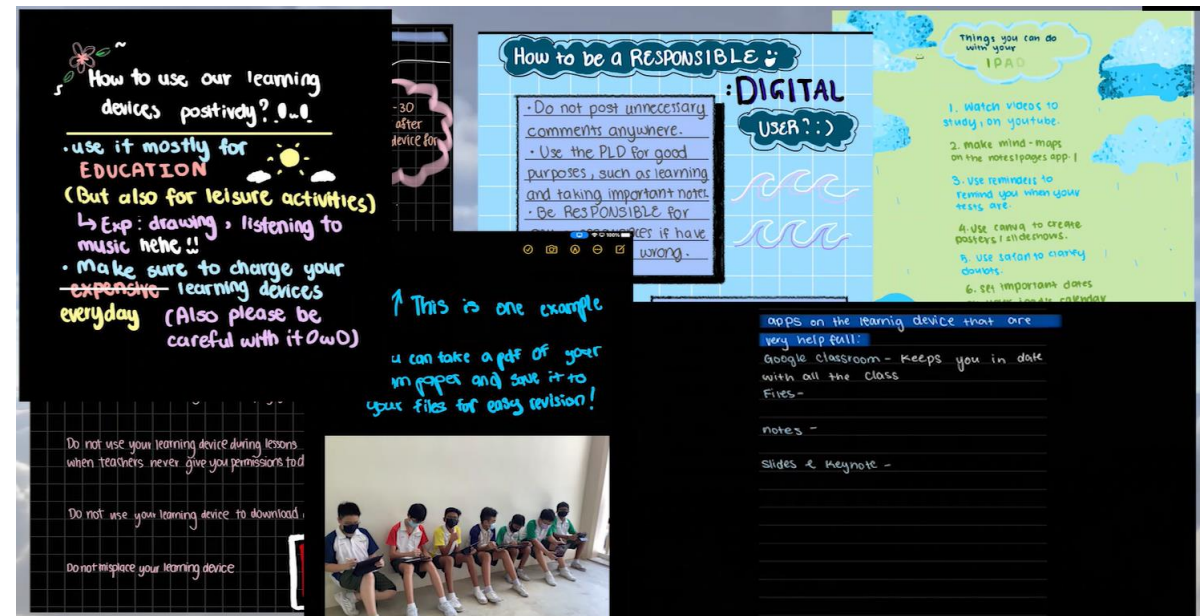 How to use our learning
devices positively?
• use it mostly for
EDUCATION
(But also for leisure activities)
↳ Exp: drawing, listening to
music hehe !!
• Make sure to charge your
expensive learning devices
everyday (Also please be
careful with it OwO)
-30
after
device for
How to be a RESPONSIBLE
: DIGITAL
USER? :)
• Do not post unnecessary
comments anywhere.
• Use the PLD for good
purposes, such as learning
and taking important notes
• Be RESPONSIBLE for
if have
wrong.
Things you can do
with your
IPAD
1. Watch videos to
study, on youtube.
2. make mind-maps
on the notes/pages app.
3. Use reminders to
remind you when your
tests are.
4. Use canva to create
posters/slideshows.
5. Use safari to clarify
doubts.
6. set important dates
calendar
100%
↑ This is one example
u can take a pdf of your
paper and save it to
your files for easy revision!
apps on the learnig device that are
very help full:
Google classroom - keeps you in date
with all the class
Files-
notes -
Slides & Keynote -
Do not use your learning device during lessons
when teachers never give you permissions to d
Do not use your learning device to download
Do not misplace your learning device